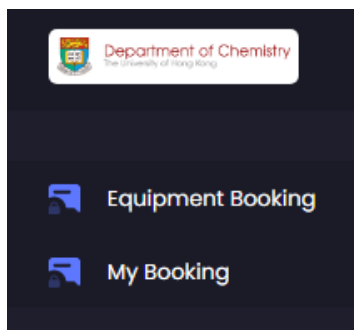 Department of Chemistry
The University of Hong Kong
Equipment Booking
My Booking